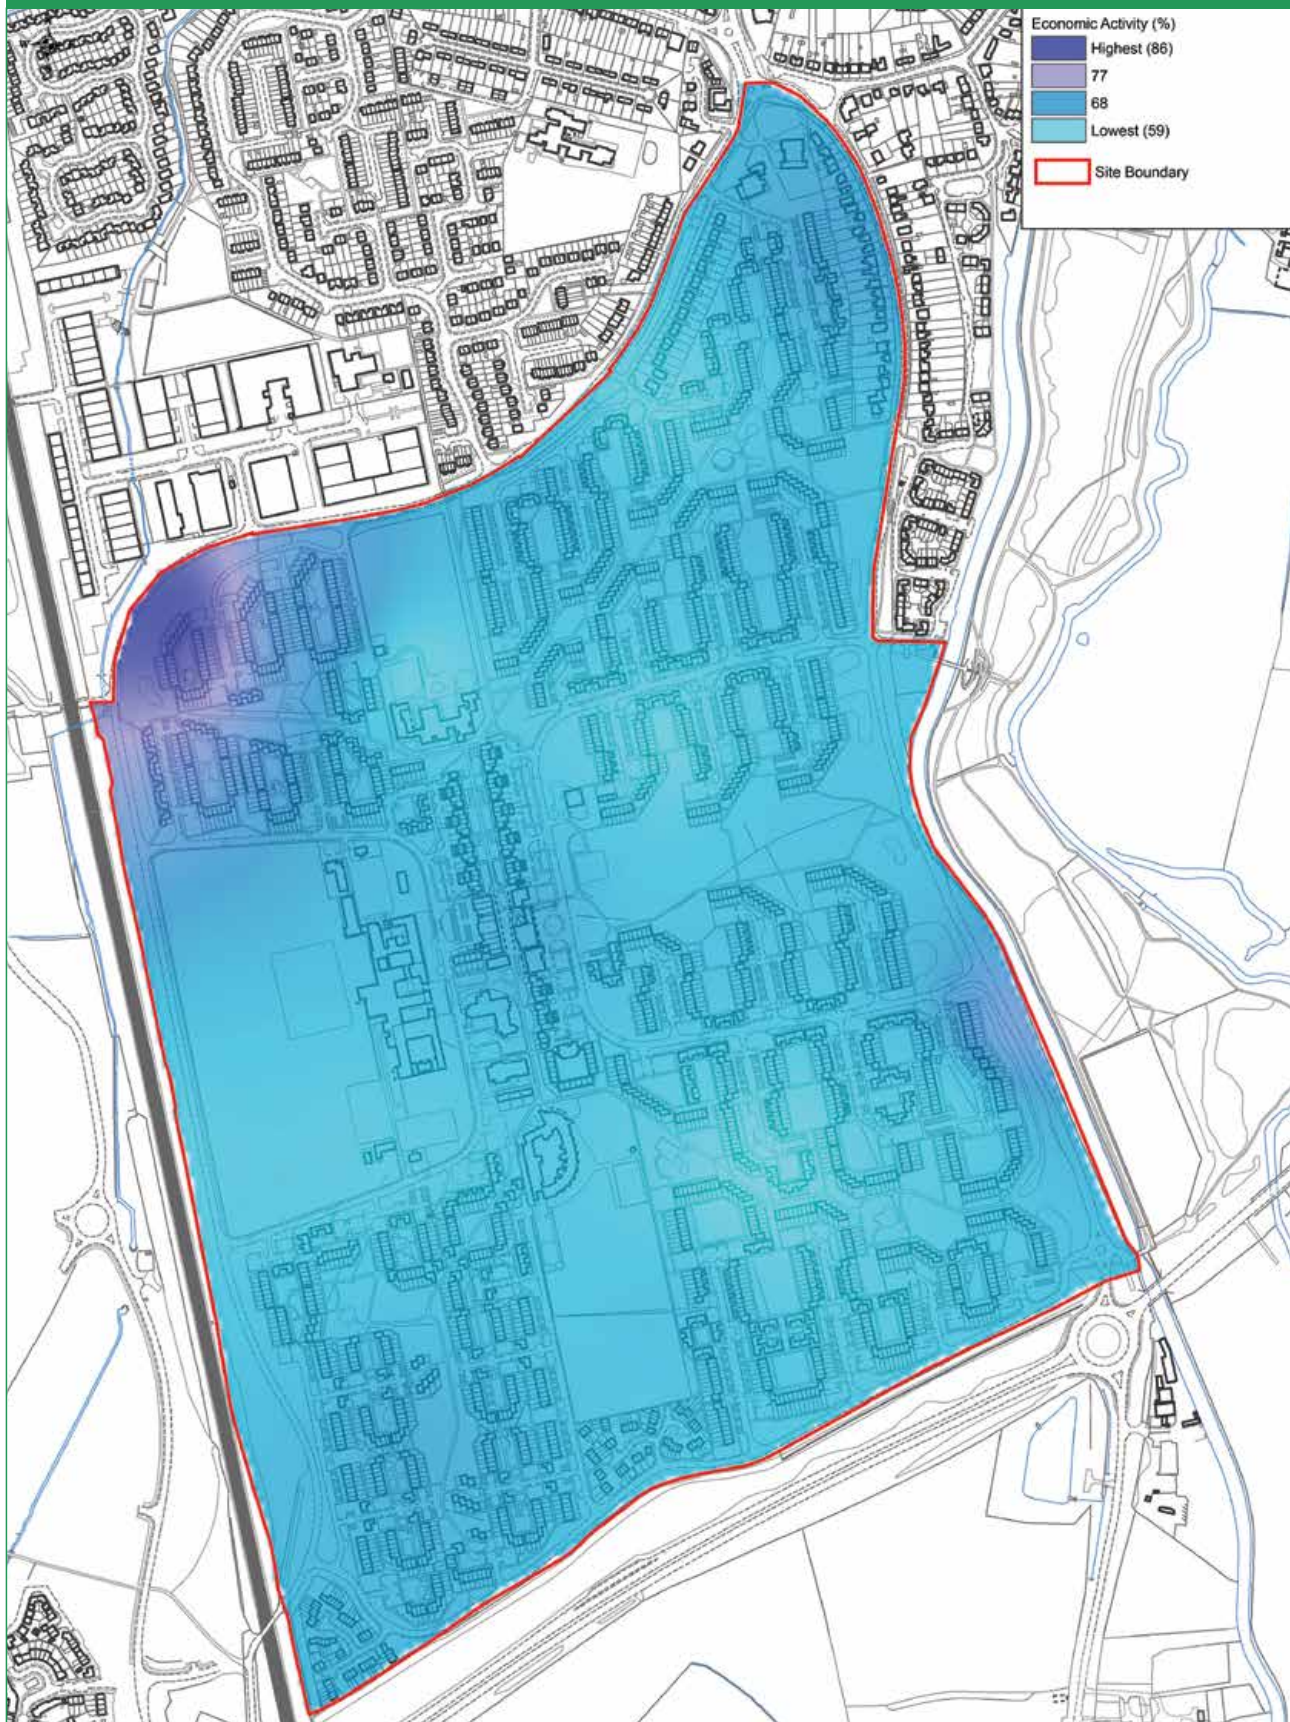 Economic Activity (%)
Highest (86)
77
68
Lowest (59)
Site Boundary